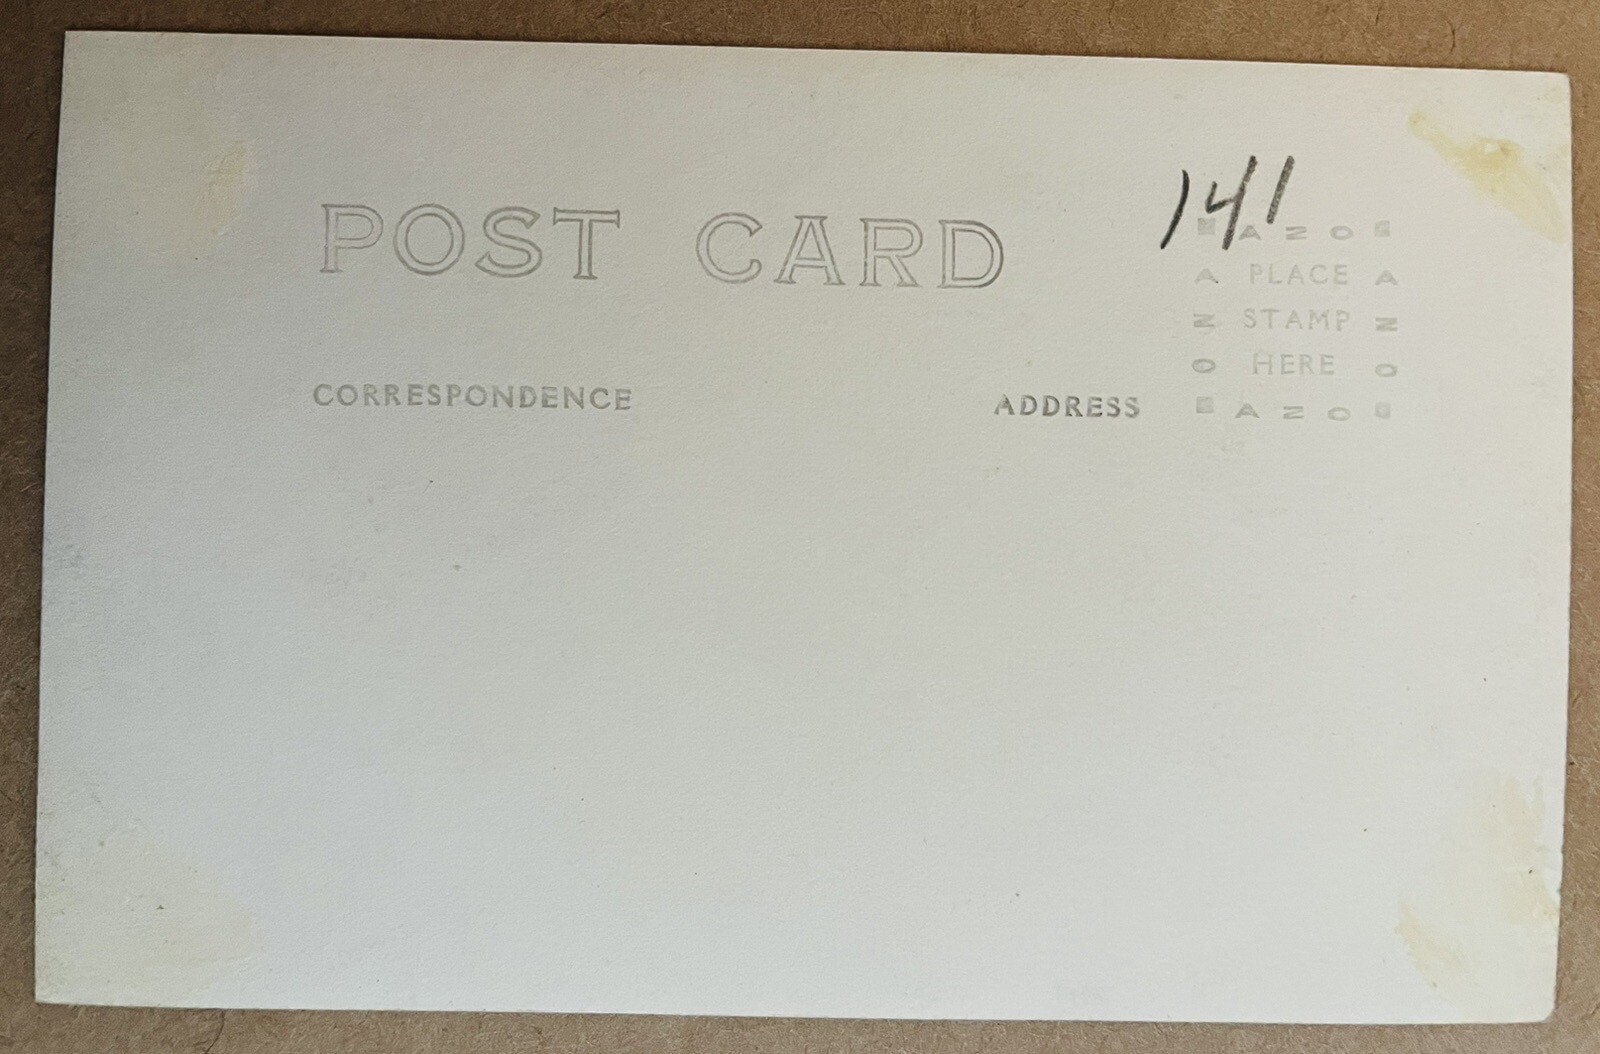 141
POST CARD
AZO
A PLACE A
Z STAMP Z
O HERE O
AZO
CORRESPONDENCE
ADDRESS